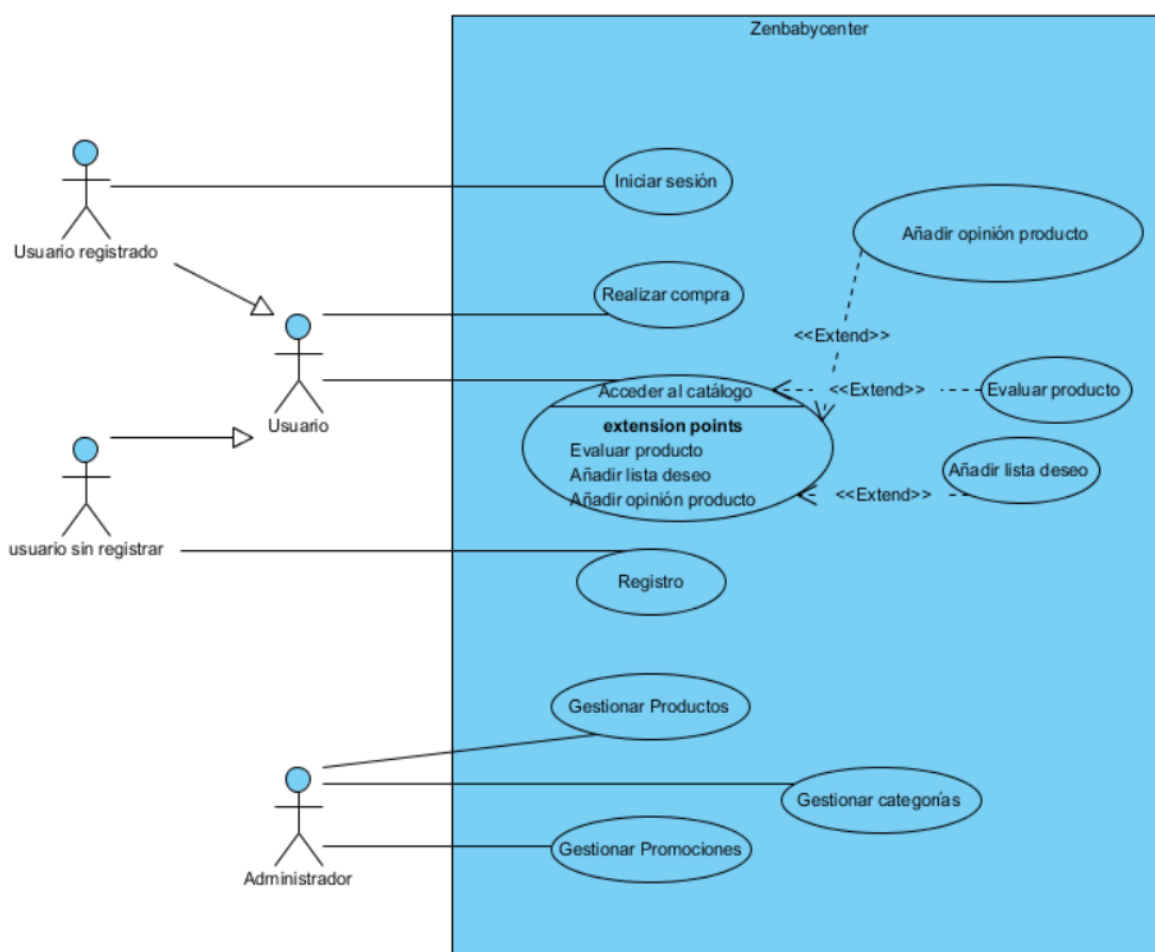 Zenbabycenter
Usuario registrado
Iniciar sesión
Añadir opinión producto
Realizar compra
<<Extend>>
Usuario
Acceder al catálogo
<<Extend>>
Evaluar producto
extension points
Evaluar producto
Añadir lista deseo
Añadir opinión producto
<<Extend>>
Añadir lista deseo
usuario sin registrar
Registro
Gestionar Productos
Gestionar categorías
Gestionar Promociones
Administrador